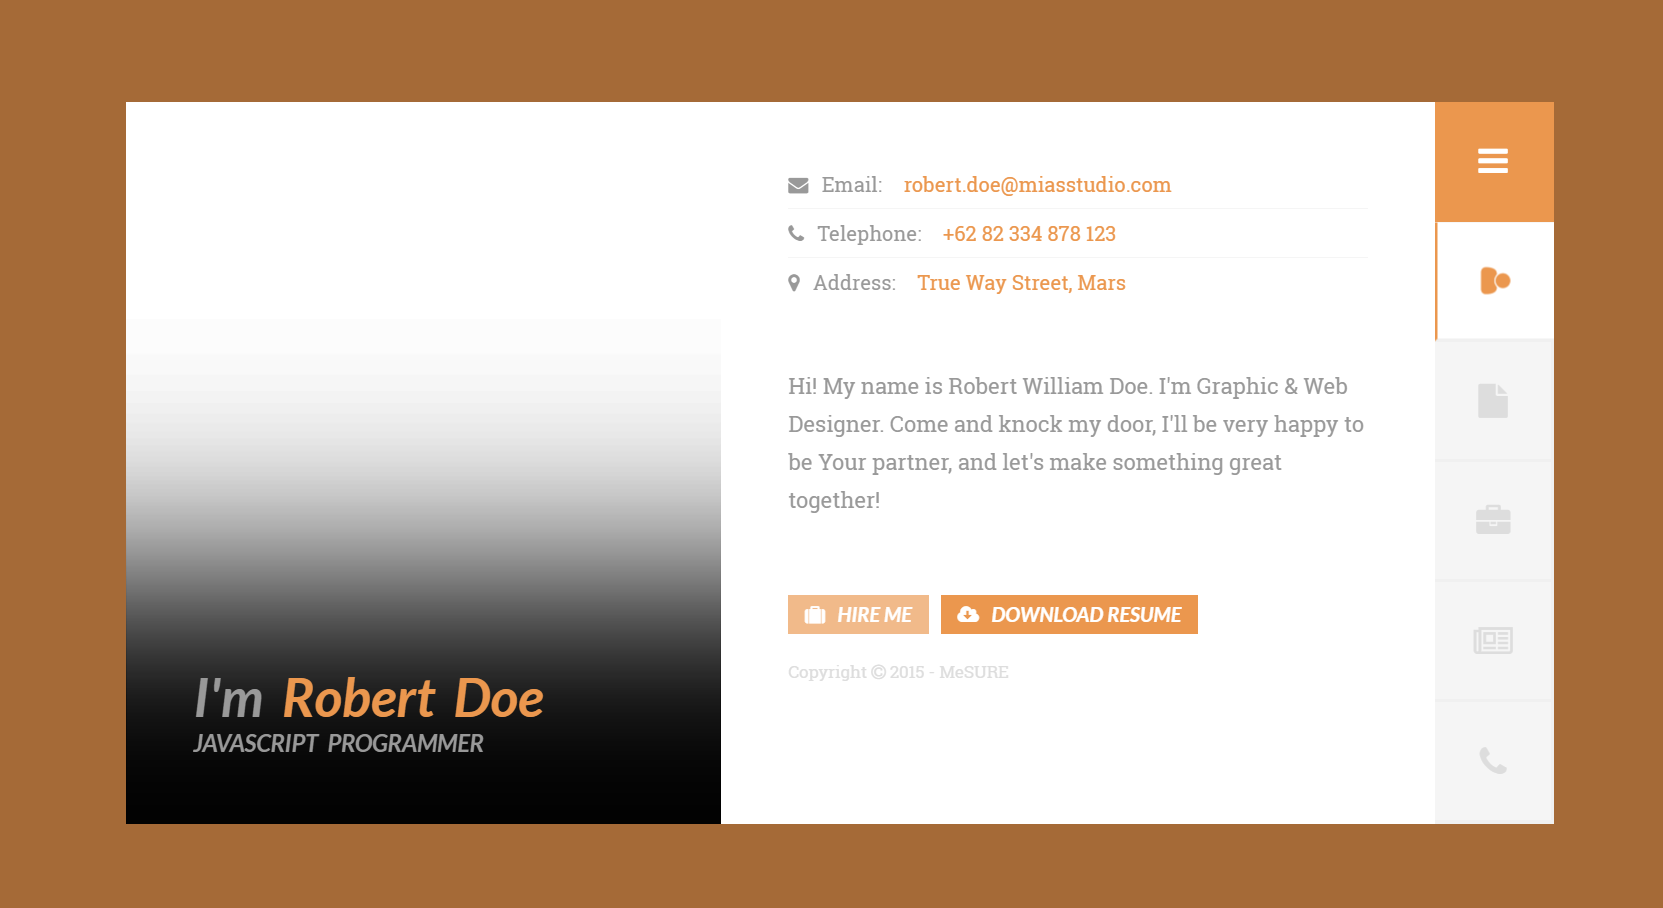 Email: robert.doe@miasstudio.com
Telephone: +62 82 334 878 123
Address: True Way Street, Mars
Hi! My name is Robert William Doe. I'm Graphic & Web
Designer. Come and knock my door, I'll be very happy to
be Your partner, and let's make something great
together!
HIRE ME DOWNLOAD RESUME
Copyright © 2015 - MeSURE
I'm Robert Doe
JAVASCRIPT PROGRAMMER